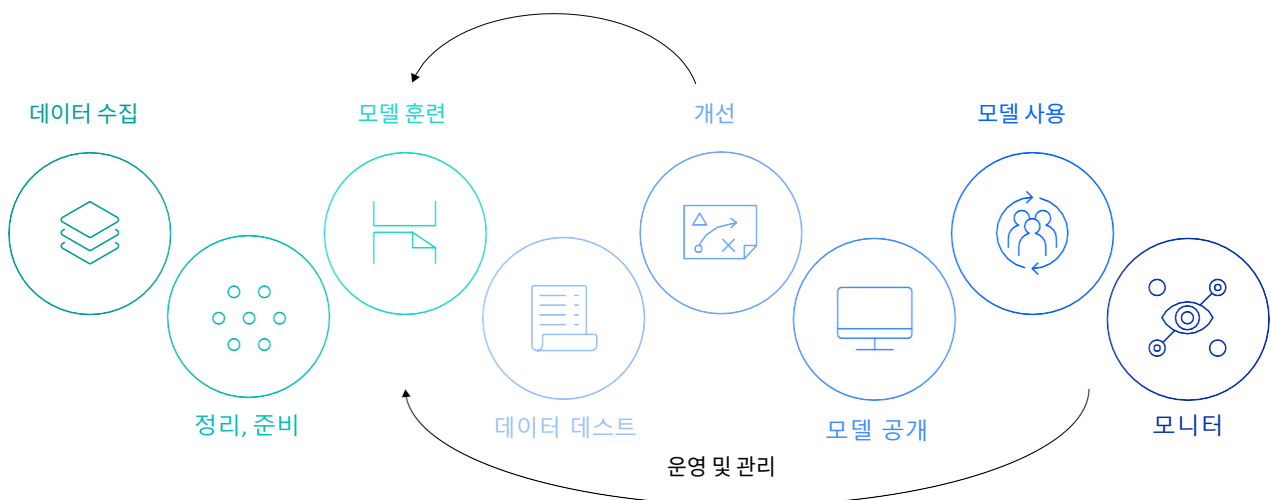 데이터 수집
정리, 준비
모델 훈련
데이터 데스트
개선
모델 공개
모델 사용
모니터
운영 및 관리